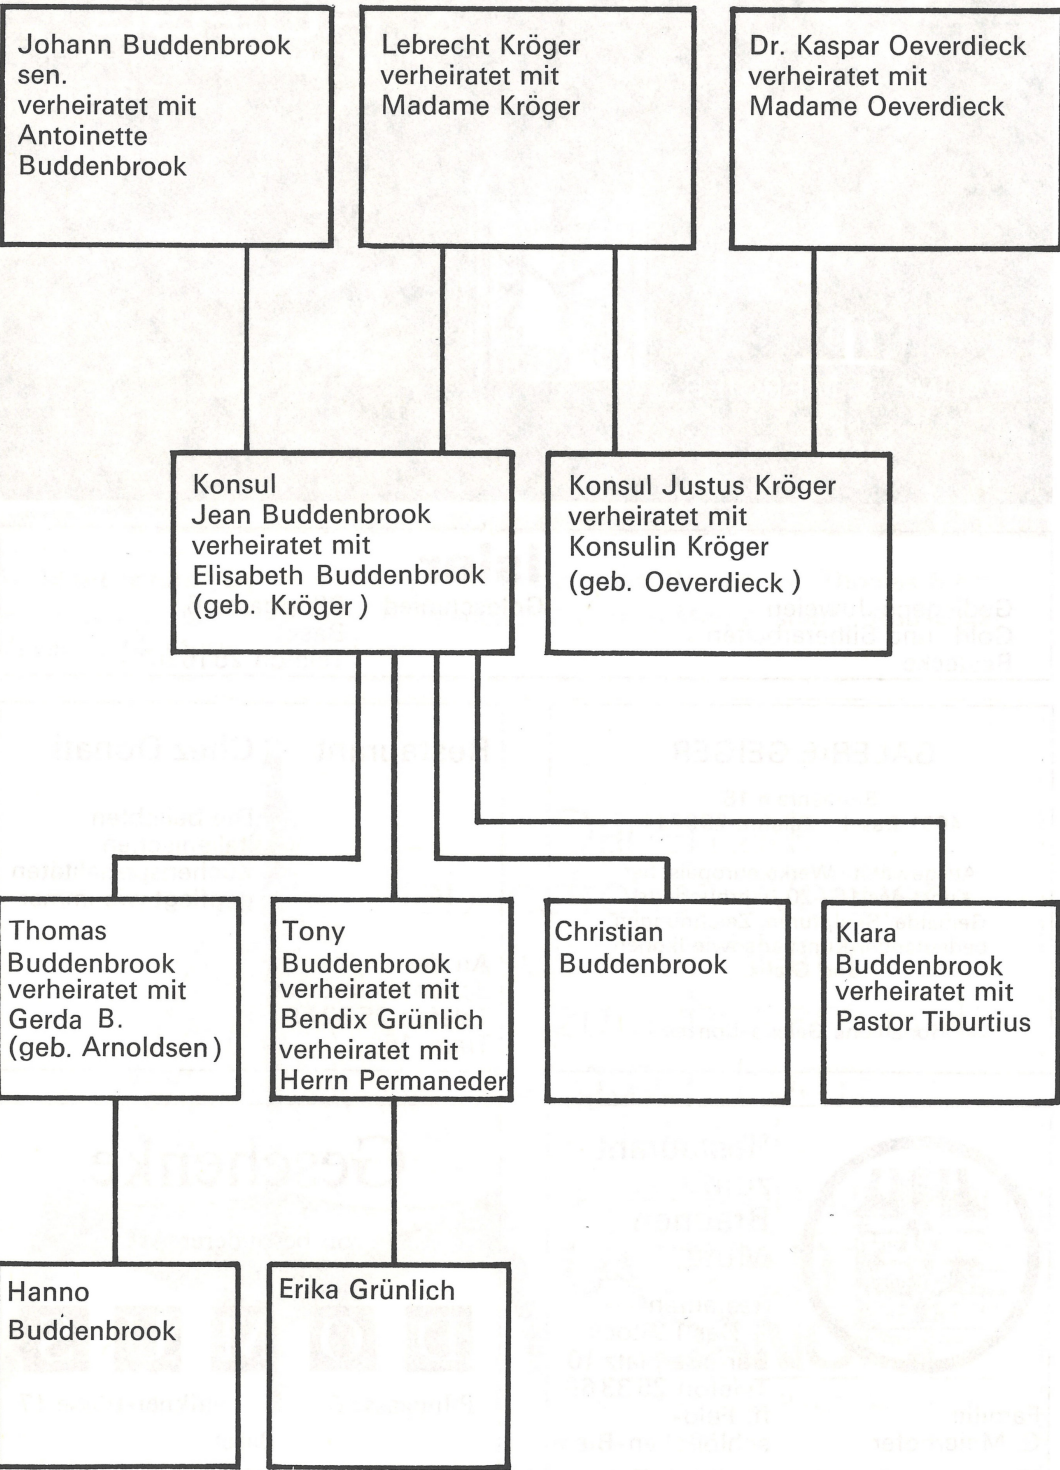 Johann Buddenbrook
sen.
verheiratet mit
Antoinette
Buddenbrook
Lebrecht Kröger
verheiratet mit
Madame Kröger
Dr. Kaspar Oeverdieck
verheiratet mit
Madame Oeverdieck
Konsul
Jean Buddenbrook
verheiratet mit
Elisabeth Buddenbrook
(geb. Kröger)
Konsul Justus Kröger
verheiratet mit
Konsulin Kröger
(geb. Oeverdieck)
Thomas
Buddenbrook
verheiratet mit
Gerda B.
(geb. Arnoldsen)
Tony
Buddenbrook
verheiratet mit
Bendix Grünlich
verheiratet mit
Herrn Permaneder
Christian
Buddenbrook
Klara
Buddenbrook
verheiratet mit
Pastor Tiburtius
Hanno
Buddenbrook
Erika Grünlich